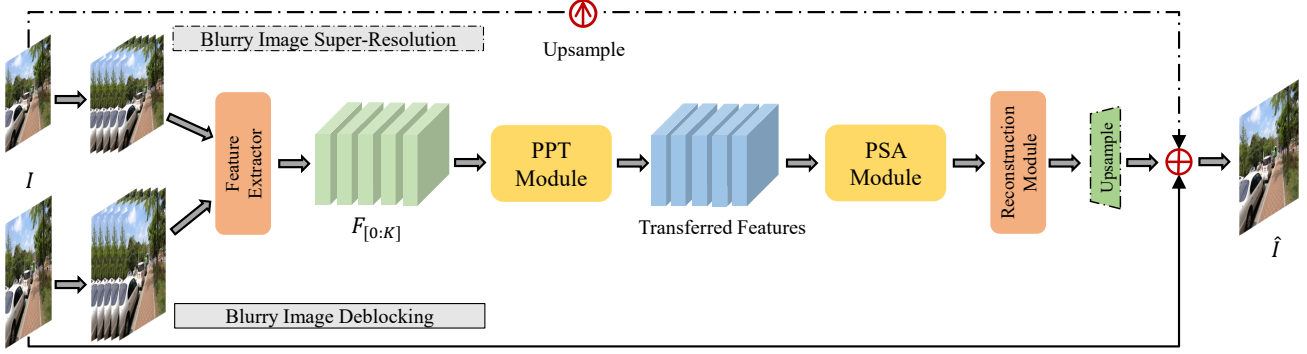 Blurry Image Super-Resolution
Upsample
I
Feature
Extractor
F[0:K]
PPT
Module
Transferred Features
PSA
Module
Reconstruction
Module
Upsample
Î
Blurry Image Deblocking